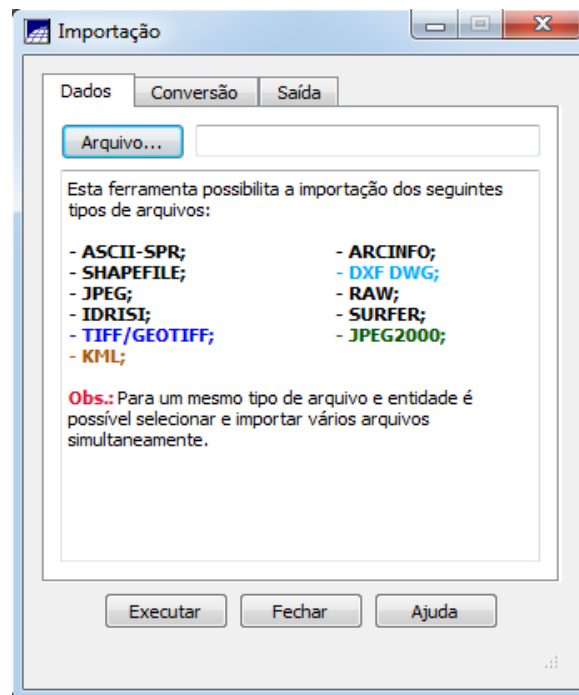 Importação
Dados Conversão Saída
Arquivo...
Esta ferramenta possibilita a importação dos seguintes
tipos de arquivos:
- ASCII-SPR; - ARCINFO;
- SHAPEFILE; - DXF DWG;
- JPEG; - RAW;
- IDRISI; - SURFER;
- TIFF/GEOTIFF; - JPEG2000;
- KML;
Obs.: Para um mesmo tipo de arquivo e entidade é
possível selecionar e importar vários arquivos
simultaneamente.
Executar Fechar Ajuda